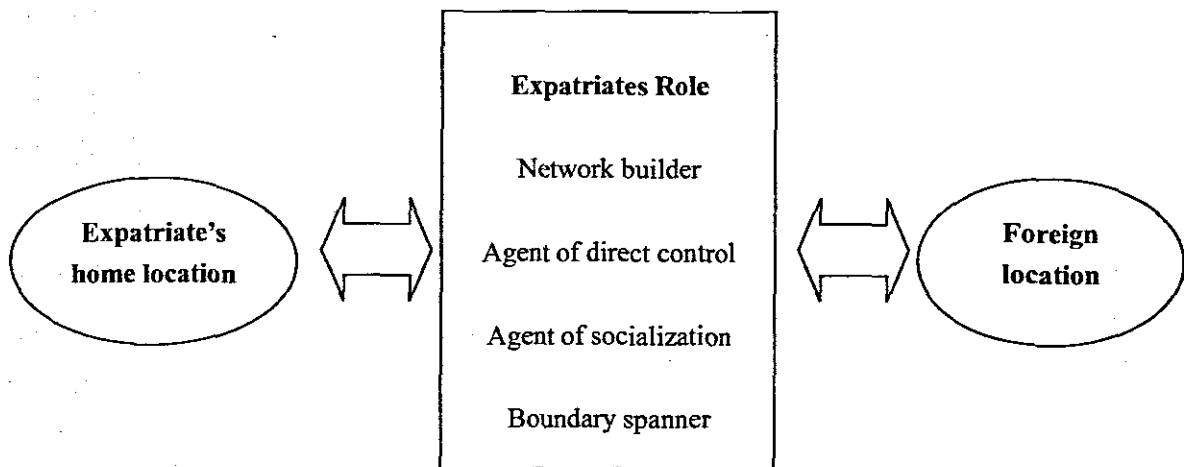 Expatriates Role
Network builder
Expatriate's
home location
Agent of direct control
Foreign
location
Agent of socialization
Boundary spanner